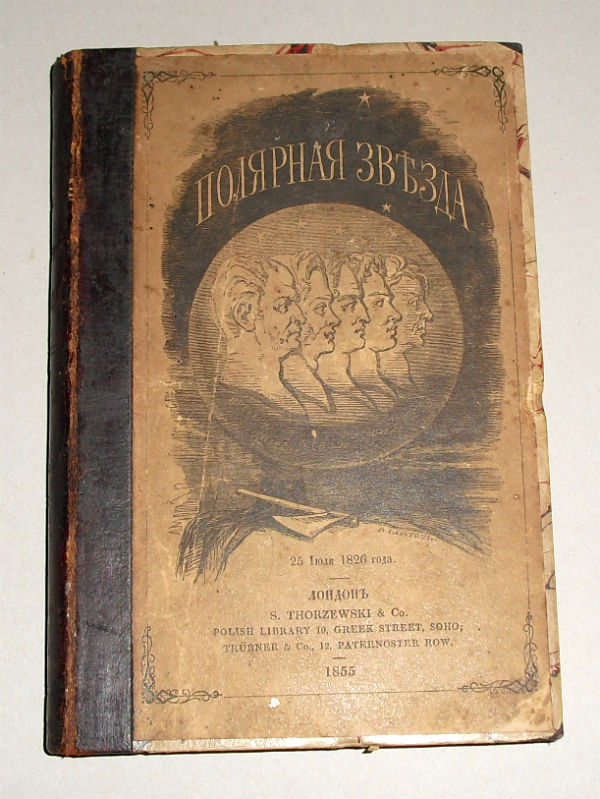 ПОЛЯРНАЯ ЗВѢЗДА
25 Іюля 1826 года.
ЛОНДОНЪ
S. THORZEWSKI & Co.
POLISH LIBRARY 10, GREEK STREET, SOHO;
TRÜBNER & Co., 12, PATERNOSTER ROW.
1855